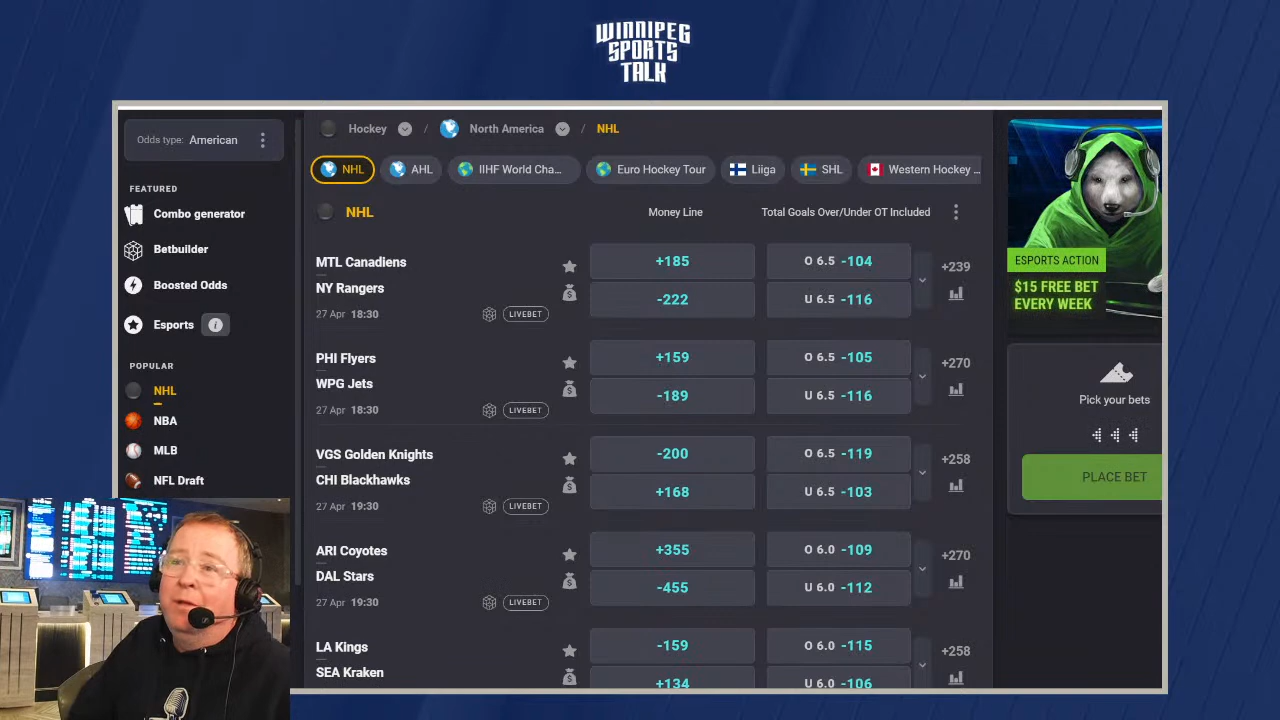 WINNIPEG
SPORTS
TALK
Odds type: American
FEATURED
Combo generator
Betbuilder
Boosted Odds
Esports i
POPULAR
NHL
NBA
MLB
NFL Draft
Hockey / North America / NHL
NHL AHL IIHF World Cha... Euro Hockey Tour Liiga SHL Western Hockey ...
NHL Money Line Total Goals Over/Under OT Included
MTL Canadiens +185 O 6.5 -104 +239
NY Rangers -222 U 6.5 -116
27 Apr 18:30 LIVEBET
PHI Flyers +159 O 6.5 -105 +270
WPG Jets -189 U 6.5 -116
27 Apr 18:30 LIVEBET
VGS Golden Knights -200 O 6.5 -119 +258
CHI Blackhawks +168 U 6.5 -103
27 Apr 19:30 LIVEBET
ARI Coyotes +355 O 6.0 -109 +270
DAL Stars -455 U 6.0 -112
27 Apr 19:30 LIVEBET
LA Kings -159 O 6.0 -115 +258
SEA Kraken +134 U 6.0 -106
ESPORTS ACTION
$15 FREE BET
EVERY WEEK
Pick your bets
PLACE BET